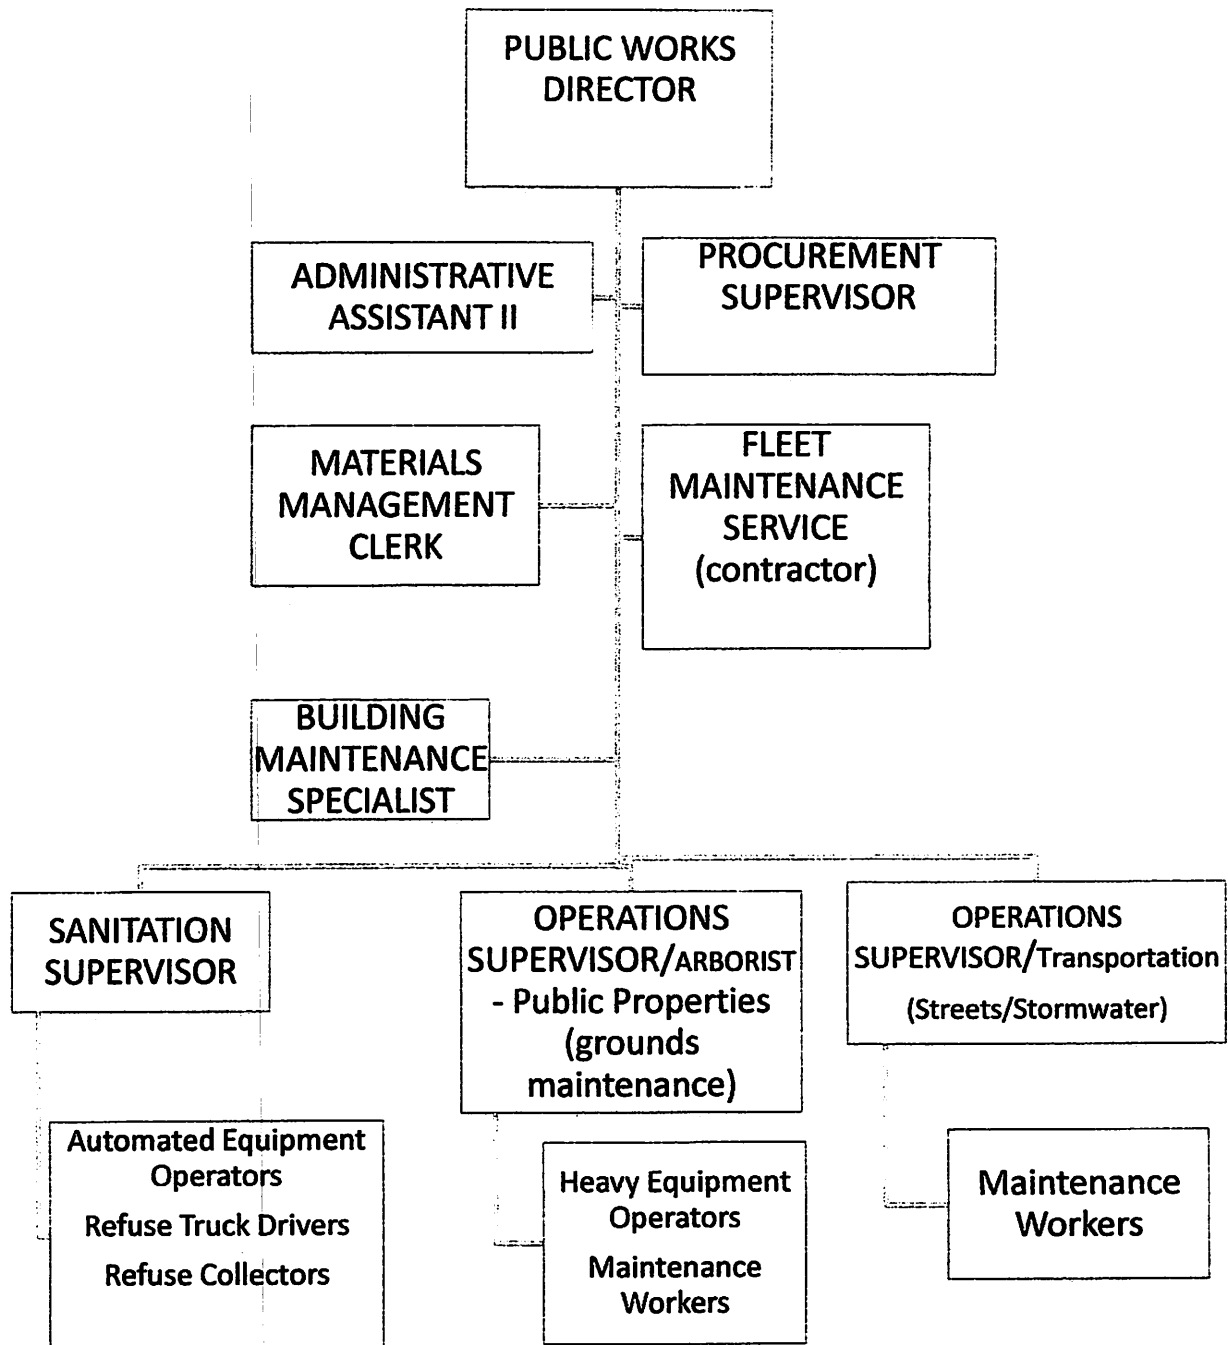 PUBLIC WORKS
DIRECTOR
ADMINISTRATIVE
ASSISTANT II
PROCUREMENT
SUPERVISOR
MATERIALS
MANAGEMENT
CLERK
FLEET
MAINTENANCE
SERVICE
(contractor)
BUILDING
MAINTENANCE
SPECIALIST
SANITATION
SUPERVISOR
OPERATIONS
SUPERVISOR/ARBORIST
- Public Properties
(grounds
maintenance)
OPERATIONS
SUPERVISOR/Transportation
(Streets/Stormwater)
Automated Equipment
Operators
Refuse Truck Drivers
Refuse Collectors
Heavy Equipment
Operators
Maintenance
Workers
Maintenance
Workers